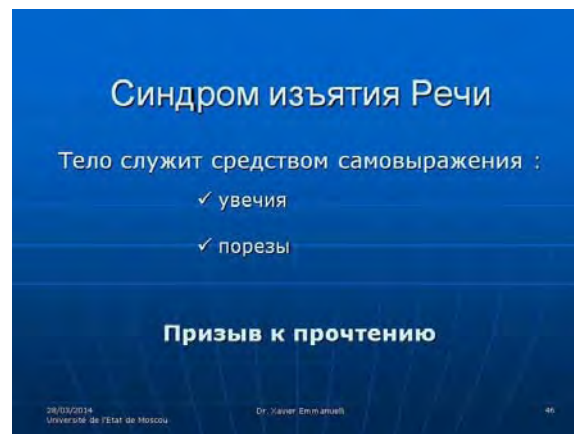 Синдром изъятия Речи
Тело служит средством самовыражения :
✓ увечия
✓ порезы
Призыв к прочтению
28/03/2014
Université de l'Etat de Moscou
Dr. Xavier Emmanuelli
46